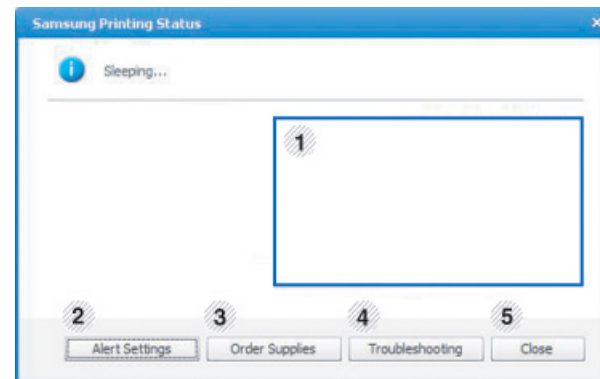 Samsung Printing Status
Sleeping...
1
2 3 4 5
Alert Settings Order Supplies Troubleshooting Close